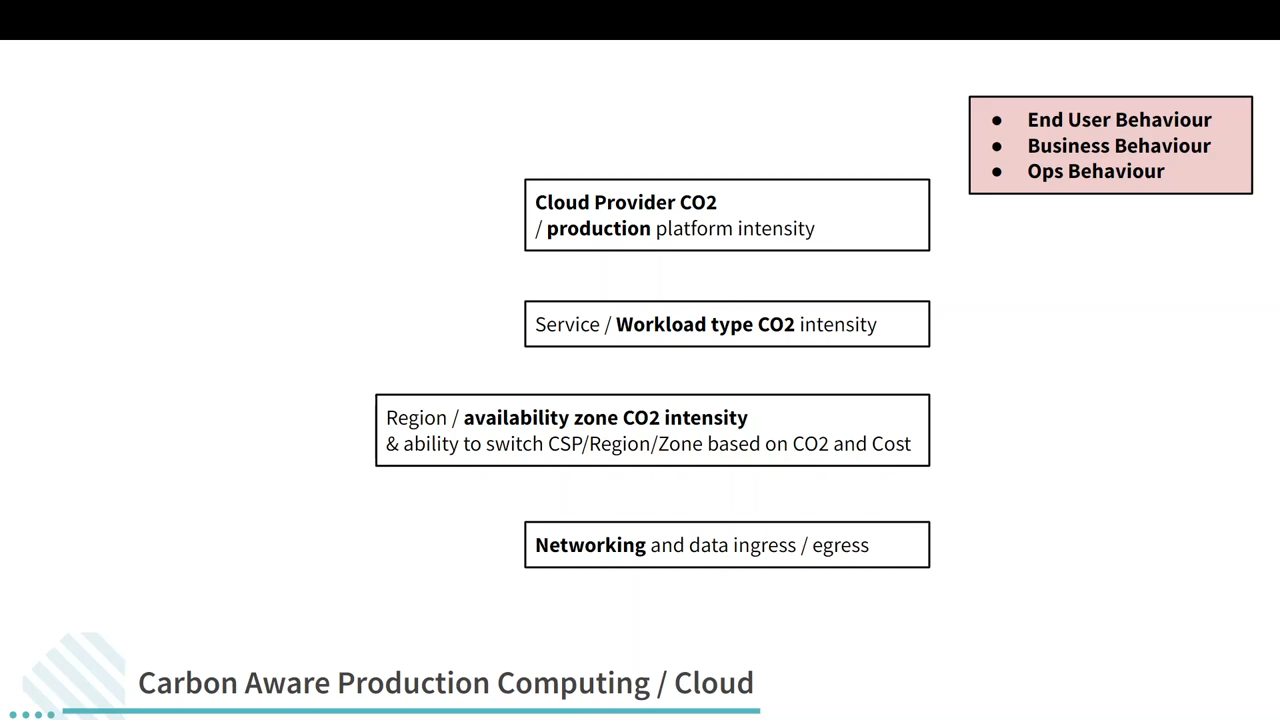 ● End User Behaviour
● Business Behaviour
● Ops Behaviour
Cloud Provider CO2
/ production platform intensity
Service / Workload type CO2 intensity
Region / availability zone CO2 intensity
& ability to switch CSP/Region/Zone based on CO2 and Cost
Networking and data ingress / egress
Carbon Aware Production Computing / Cloud